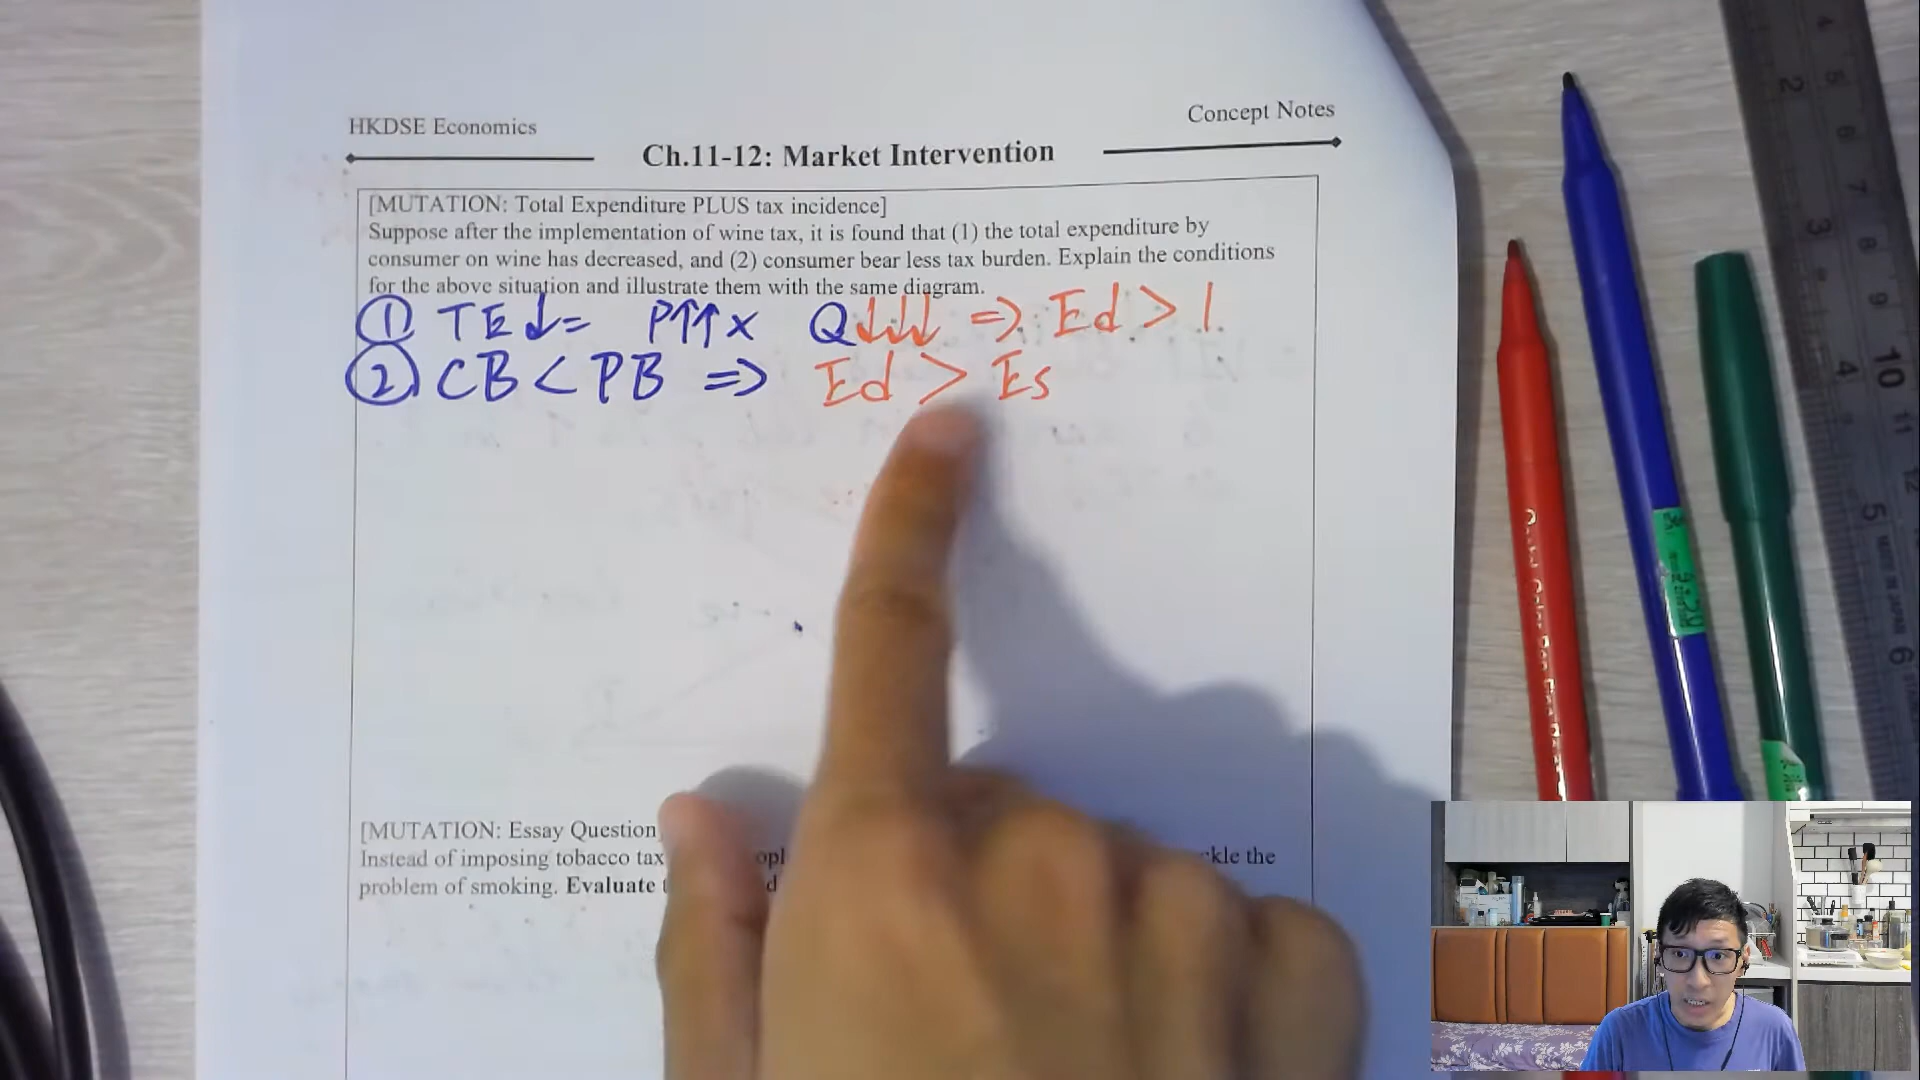 HKDSE Economics
Concept Notes
Ch.11-12: Market Intervention
[MUTATION: Total Expenditure PLUS tax incidence]
Suppose after the implementation of wine tax, it is found that (1) the total expenditure by
consumer on wine has decreased, and (2) consumer bear less tax burden. Explain the conditions
for the above situation and illustrate them with the same diagram.
① TE↓= P↑↑× Q↓↓↓ => Ed > 1
② CB < PB => Ed > Es
[MUTATION: Essay Question
Instead of imposing tobacco tax
the
problem of smoking. Evaluate